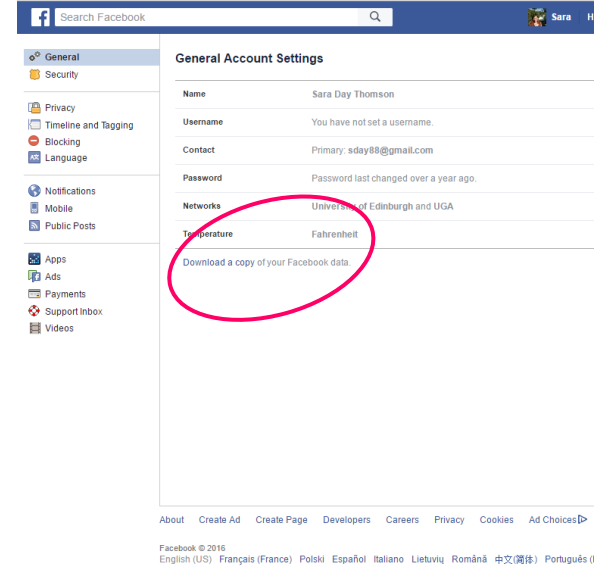 f Search Facebook Sara H
General
Security
Privacy
Timeline and Tagging
Blocking
Language
Notifications
Mobile
Public Posts
Apps
Ads
Payments
Support Inbox
Videos
General Account Settings
Name Sara Day Thomson
Username You have not set a username.
Contact Primary: sday88@gmail.com
Password Password last changed over a year ago.
Networks University of Edinburgh and UGA
Temperature Fahrenheit
Download a copy of your Facebook data.
About Create Ad Create Page Developers Careers Privacy Cookies Ad Choices
Facebook © 2016
English (US) Français (France) Polski Español Italiano Lietuvių Română 中文(简体) Português (